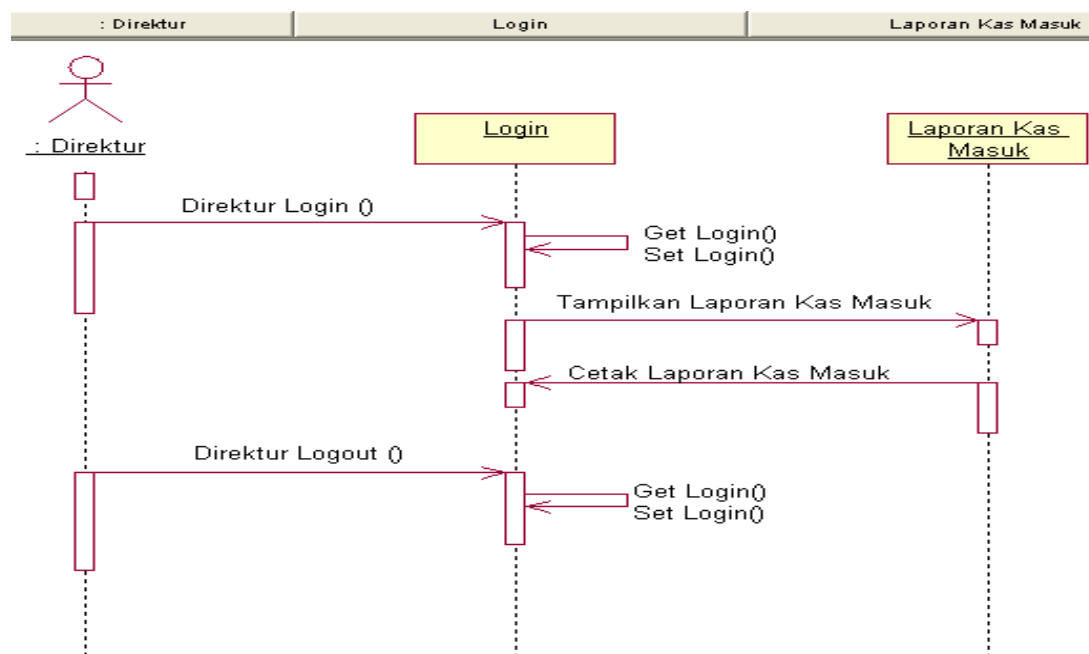 : Direktur
Login
Laporan Kas Masuk
: Direktur
Login
Laporan Kas
Masuk
Direktur Login ()
Get Login()
Set Login()
Tampilkan Laporan Kas Masuk
Cetak Laporan Kas Masuk
Direktur Logout ()
Get Login()
Set Login()